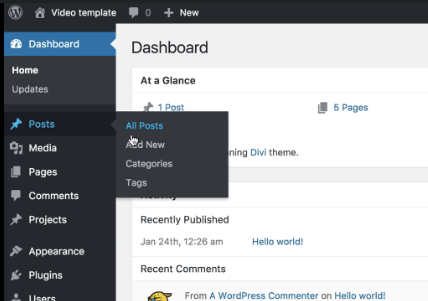 Video template 0 New
Dashboard
Home
Updates
Posts
Media
Pages
Comments
Projects
Appearance
Plugins
Users
All Posts
Add New
Categories
Tags
Dashboard
At a Glance
1 Post 5 Pages
Divi theme.
Activity
Recently Published
Jan 24th, 12:26 am Hello world!
Recent Comments
From A WordPress Commenter on Hello world!